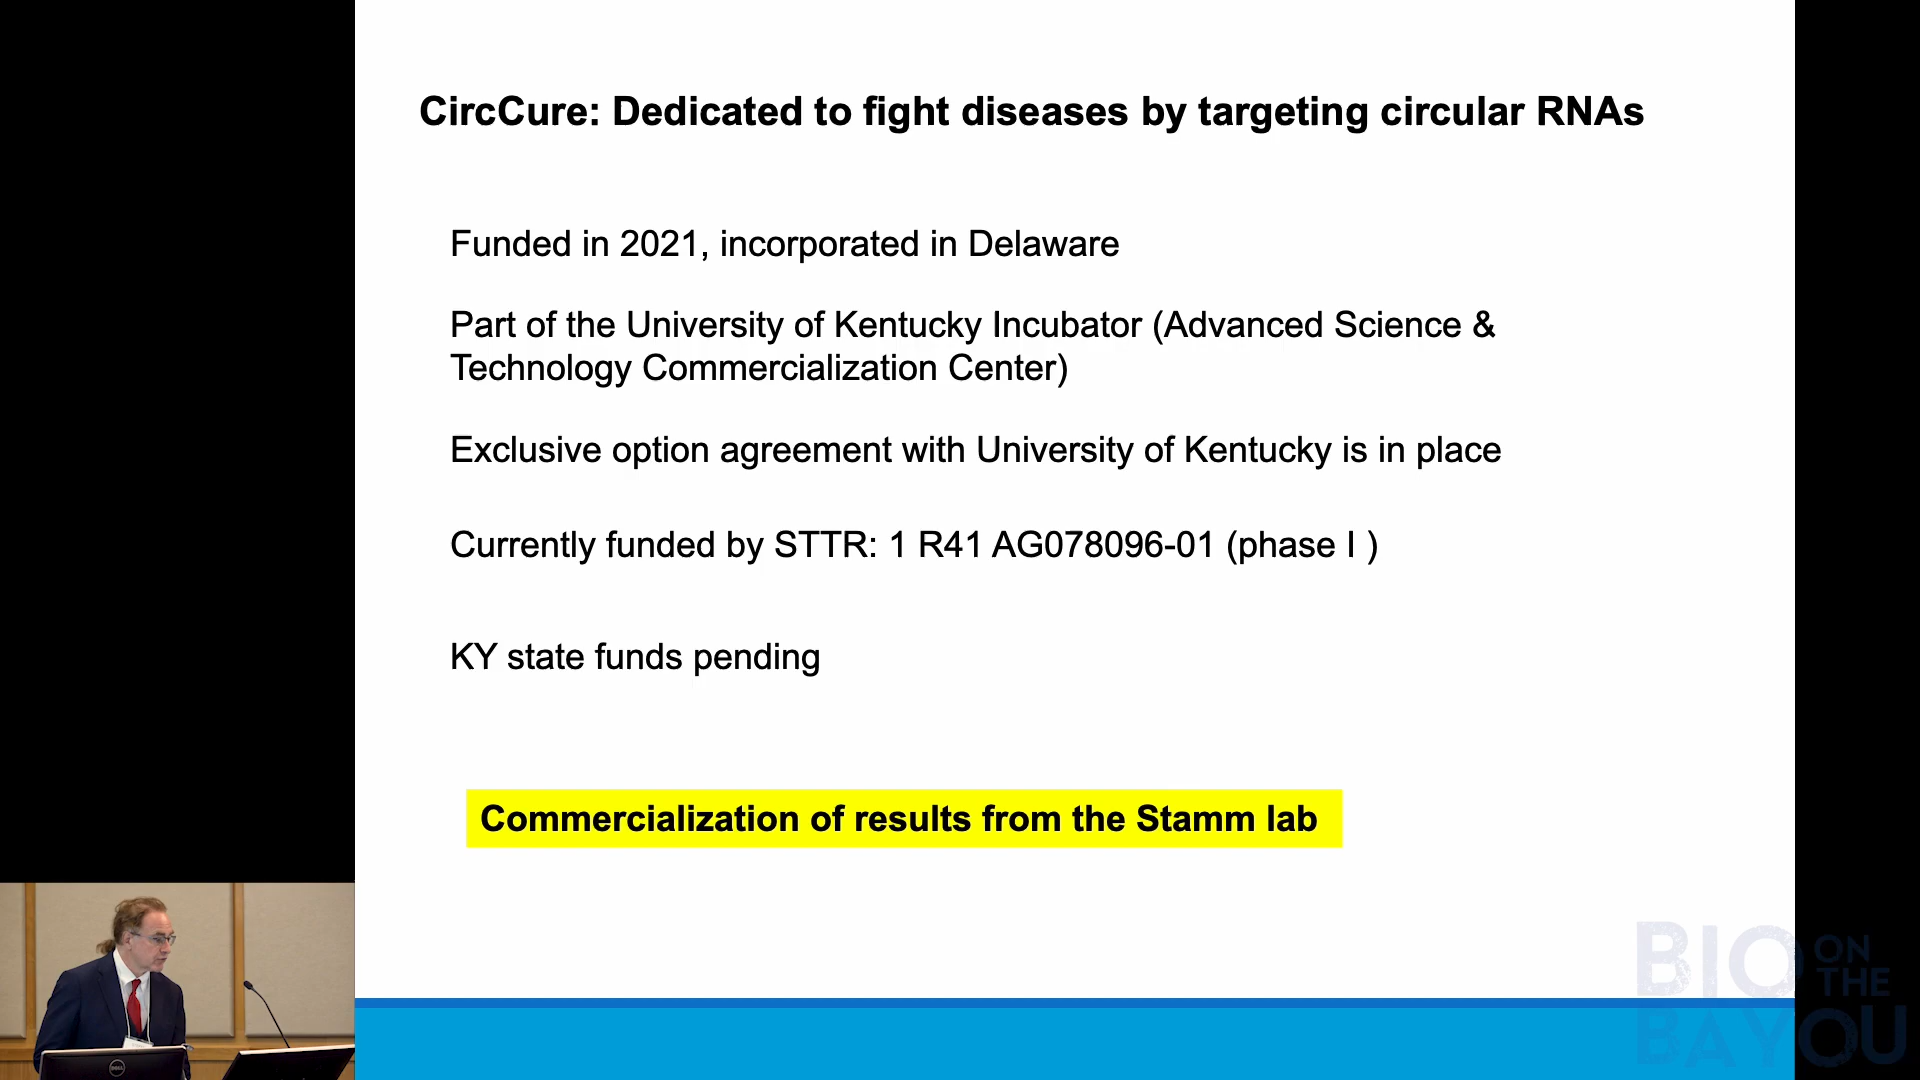 CircCure: Dedicated to fight diseases by targeting circular RNAs
Funded in 2021, incorporated in Delaware
Part of the University of Kentucky Incubator (Advanced Science &
Technology Commercialization Center)
Exclusive option agreement with University of Kentucky is in place
Currently funded by STTR: 1 R41 AG078096-01 (phase I )
KY state funds pending
Commercialization of results from the Stamm lab
BIO ON
THE
BAYOU
DELL